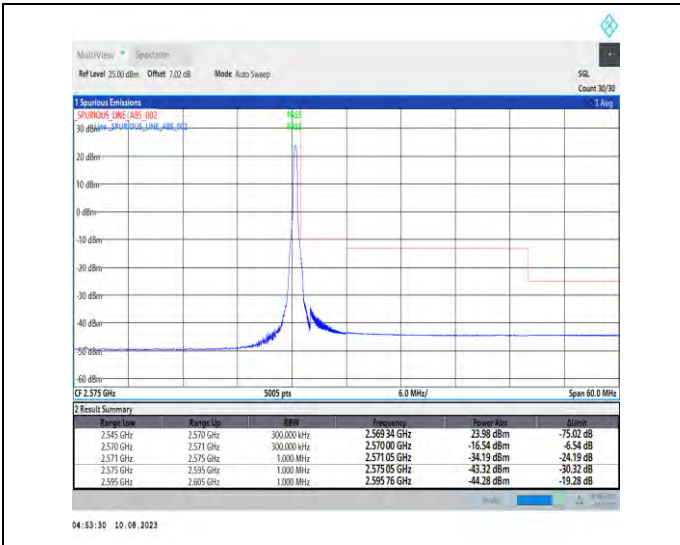 MultiView Spectrum
Ref Level 25.00 dBm Offset 7.02 dB Mode Auto Sweep SGL
Count 30/30
1 Spurious Emissions 1 Avg
_SPURIOUS_LINE_ABS_002 PASS
30 dBm Line _SPURIOUS_LINE_ABS_002 PASS
20 dBm
10 dBm
0 dBm
-10 dBm
-20 dBm
-30 dBm
-40 dBm
-50 dBm
-60 dBm
CF 2.575 GHz 5005 pts 6.0 MHz/ Span 60.0 MHz
2 Result Summary
Range Low Range Up RBW Frequency Power Abs ΔLimit
2.545 GHz 2.570 GHz 300.000 kHz 2.569 34 GHz 23.98 dBm -75.02 dB
2.570 GHz 2.571 GHz 300.000 kHz 2.570 00 GHz -16.54 dBm -6.54 dB
2.571 GHz 2.575 GHz 1.000 MHz 2.571 05 GHz -34.19 dBm -24.19 dB
2.575 GHz 2.595 GHz 1.000 MHz 2.575 05 GHz -43.32 dBm -30.32 dB
2.595 GHz 2.605 GHz 1.000 MHz 2.595 76 GHz -44.28 dBm -19.28 dB
04:53:30 10.08.2023